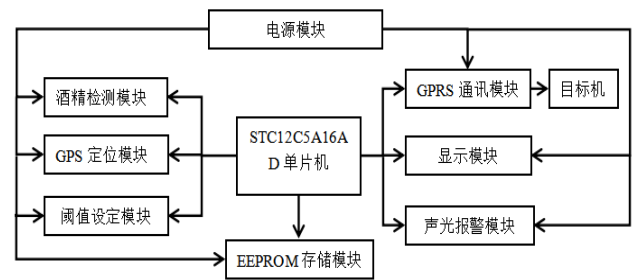 电源模块
酒精检测模块
GPRS 通讯模块
目标机
GPS 定位模块
STC12C5A16A
D 单片机
显示模块
阈值设定模块
声光报警模块
EEPROM 存储模块